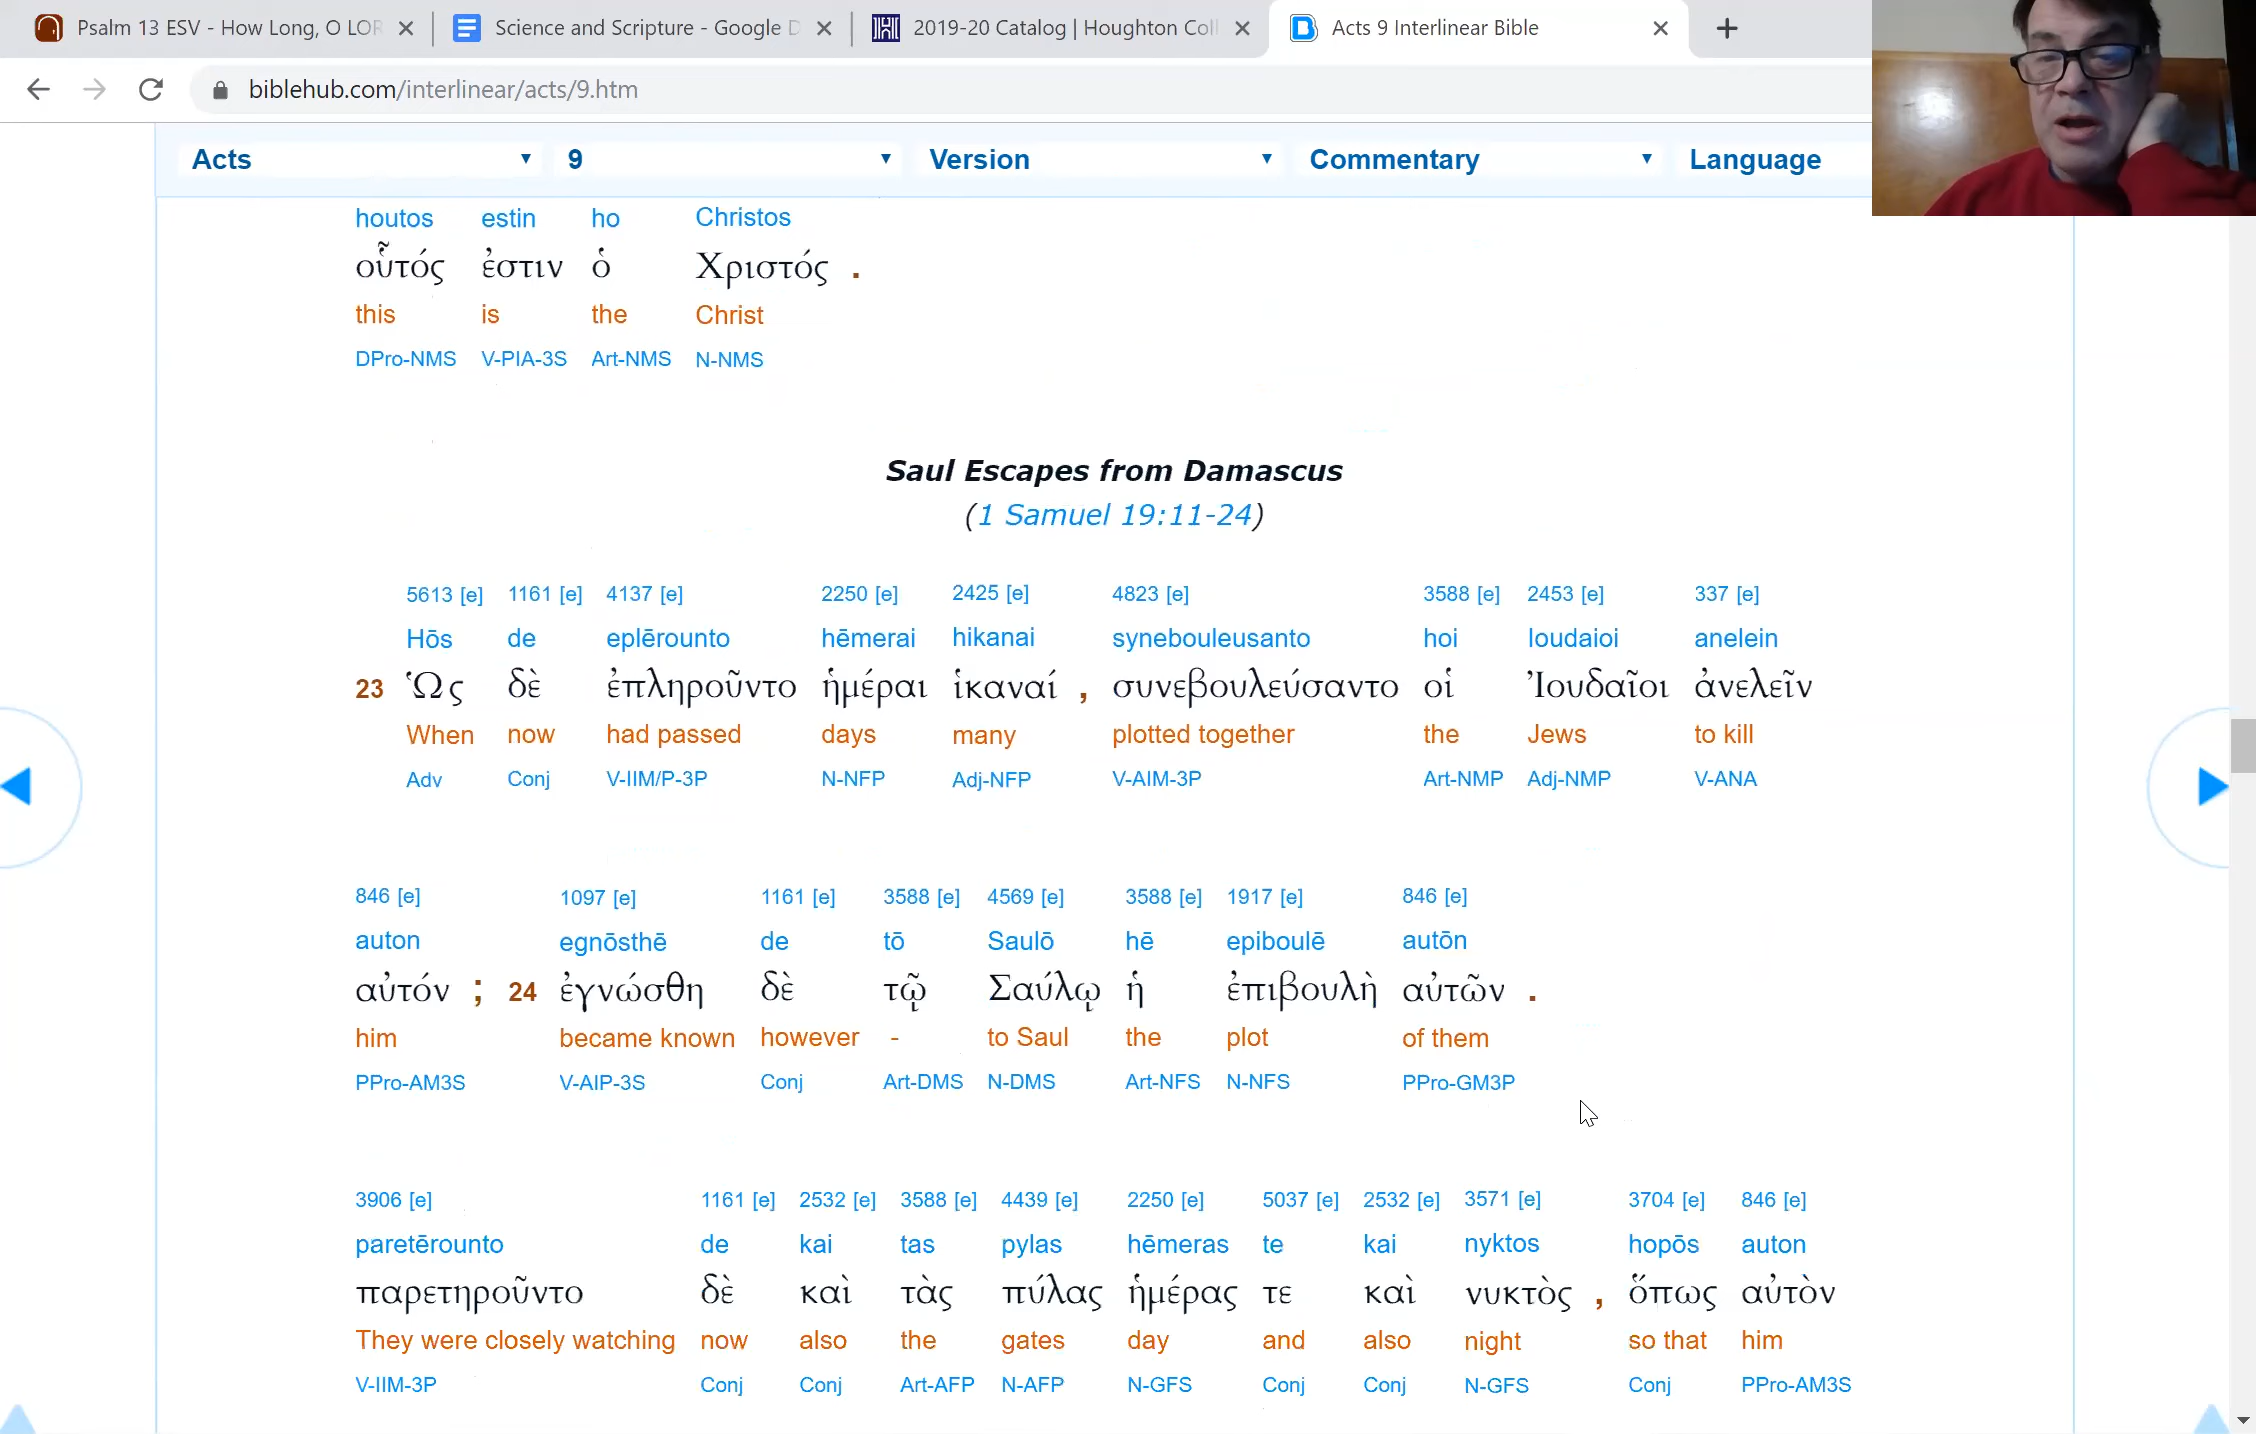 Psalm 13 ESV - How Long, O LOR
Science and Scripture - Google D
2019-20 Catalog | Houghton Coll
Acts 9 Interlinear Bible
biblehub.com/interlinear/acts/9.htm
Acts 9 Version Commentary Language
houtos estin ho Christos
οὗτός ἐστιν ὁ Χριστός .
this is the Christ
DPro-NMS V-PIA-3S Art-NMS N-NMS
Saul Escapes from Damascus
(1 Samuel 19:11-24)
5613 [e] 1161 [e] 4137 [e] 2250 [e] 2425 [e] 4823 [e] 3588 [e] 2453 [e] 337 [e]
Hōs de eplērounto hēmerai hikanai synebouleusanto hoi Ioudaioi anelein
23 Ὡς δὲ ἐπληροῦντο ἡμέραι ἱκαναί , συνεβουλεύσαντο οἱ Ἰουδαῖοι ἀνελεῖν
When now had passed days many plotted together the Jews to kill
Adv Conj V-IIM/P-3P N-NFP Adj-NFP V-AIM-3P Art-NMP Adj-NMP V-ANA
846 [e] 1097 [e] 1161 [e] 3588 [e] 4569 [e] 3588 [e] 1917 [e] 846 [e]
auton egnōsthē de tō Saulō hē epiboulē autōn
αὐτόν ; 24 ἐγνώσθη δὲ τῷ Σαύλῳ ἡ ἐπιβουλὴ αὐτῶν .
him became known however - to Saul the plot of them
PPro-AM3S V-AIP-3S Conj Art-DMS N-DMS Art-NFS N-NFS PPro-GM3P
3906 [e] 1161 [e] 2532 [e] 3588 [e] 4439 [e] 2250 [e] 5037 [e] 2532 [e] 3571 [e] 3704 [e] 846 [e]
paretērounto de kai tas pylas hēmeras te kai nyktos hopōs auton
παρετηροῦντο δὲ καὶ τὰς πύλας ἡμέρας τε καὶ νυκτὸς , ὅπως αὐτὸν
They were closely watching now also the gates day and also night so that him
V-IIM-3P Conj Conj Art-AFP N-AFP N-GFS Conj Conj N-GFS Conj PPro-AM3S